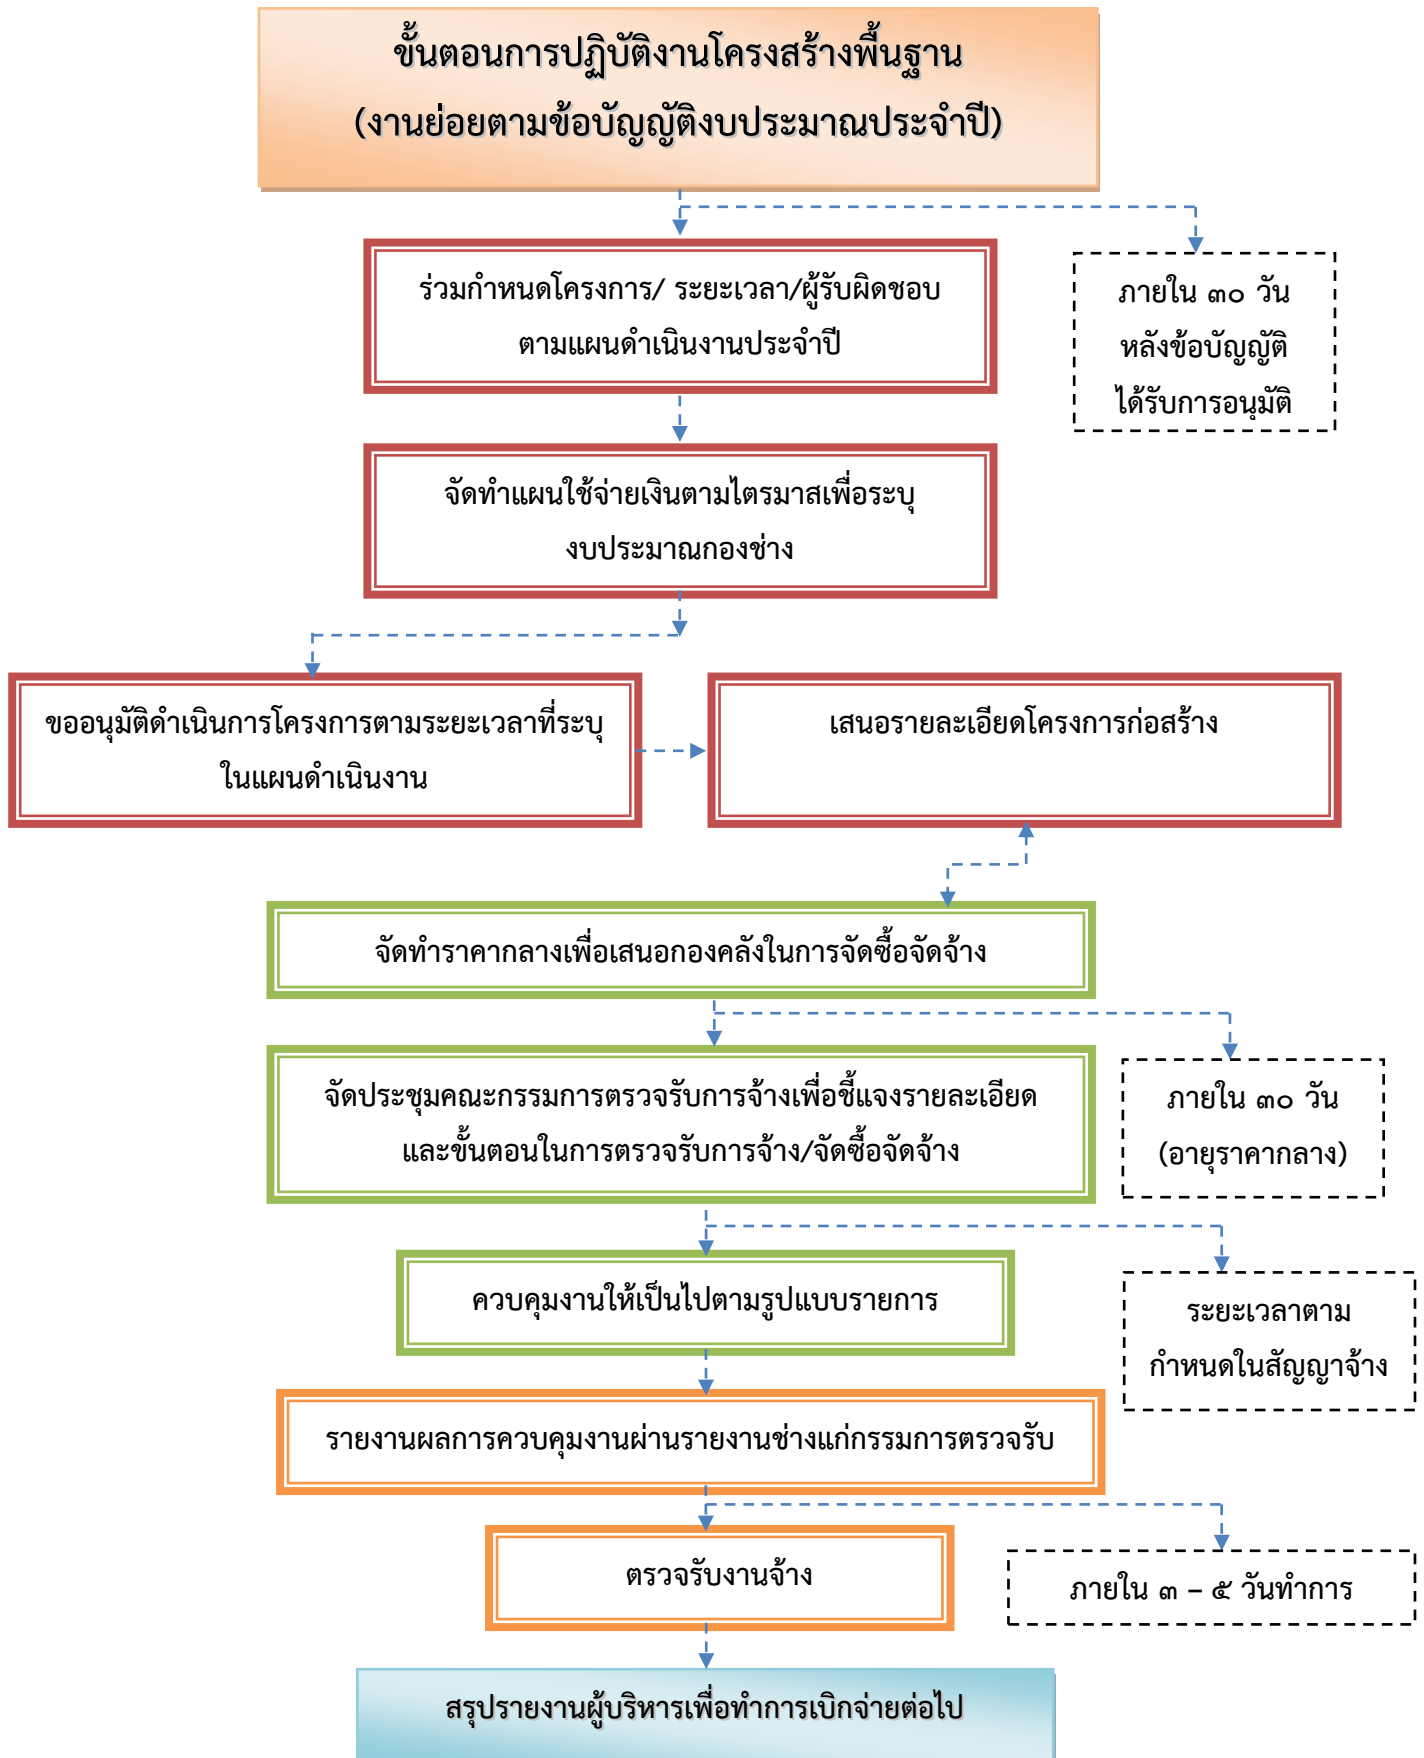 ขั้นตอนการปฏิบัติงานโครงสร้างพื้นฐาน
(งานย่อยตามข้อบัญญัติงบประมาณประจำปี)
ร่วมกำหนดโครงการ/ ระยะเวลา/ผู้รับผิดชอบ
ตามแผนดำเนินงานประจำปี
ภายใน ๓๐ วัน
หลังข้อบัญญัติ
ได้รับการอนุมัติ
จัดทำแผนใช้จ่ายเงินตามไตรมาสเพื่อระบุ
งบประมาณกองช่าง
ขออนุมัติดำเนินการโครงการตามระยะเวลาที่ระบุ
ในแผนดำเนินงาน
เสนอรายละเอียดโครงการก่อสร้าง
จัดทำราคากลางเพื่อเสนอกองคลังในการจัดซื้อจัดจ้าง
จัดประชุมคณะกรรมการตรวจรับการจ้างเพื่อชี้แจงรายละเอียด
และขั้นตอนในการตรวจรับการจ้าง/จัดซื้อจัดจ้าง
ภายใน ๓๐ วัน
(อายุราคากลาง)
ควบคุมงานให้เป็นไปตามรูปแบบรายการ
ระยะเวลาตาม
กำหนดในสัญญาจ้าง
รายงานผลการควบคุมงานผ่านรายงานช่างแก่กรรมการตรวจรับ
ตรวจรับงานจ้าง
ภายใน ๓ – ๕ วันทำการ
สรุปรายงานผู้บริหารเพื่อทำการเบิกจ่ายต่อไป